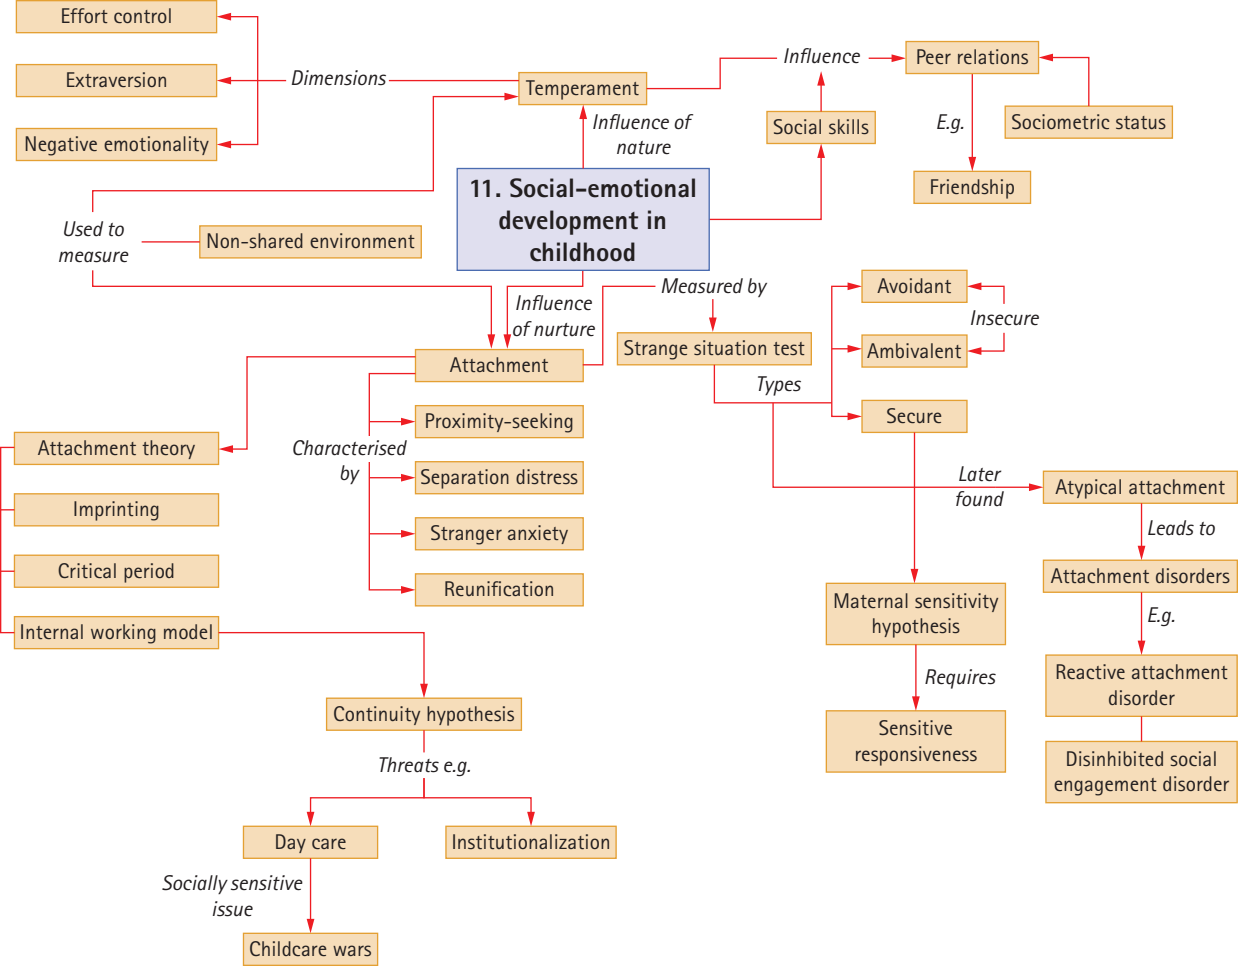 Effort control
Extraversion
Negative emotionality
Dimensions
Temperament
Influence of
nature
Influence
Social skills
Peer relations
E.g.
Sociometric status
Friendship
11. Social-emotional
development in
childhood
Used to
measure
Non-shared environment
Influence
of nurture
Measured by
Attachment
Strange situation test
Types
Avoidant
Insecure
Ambivalent
Secure
Characterised
by
Proximity-seeking
Separation distress
Stranger anxiety
Reunification
Attachment theory
Imprinting
Critical period
Internal working model
Later
found
Atypical attachment
Leads to
Attachment disorders
E.g.
Reactive attachment
disorder
Disinhibited social
engagement disorder
Maternal sensitivity
hypothesis
Requires
Sensitive
responsiveness
Continuity hypothesis
Threats e.g.
Day care
Institutionalization
Socially sensitive
issue
Childcare wars